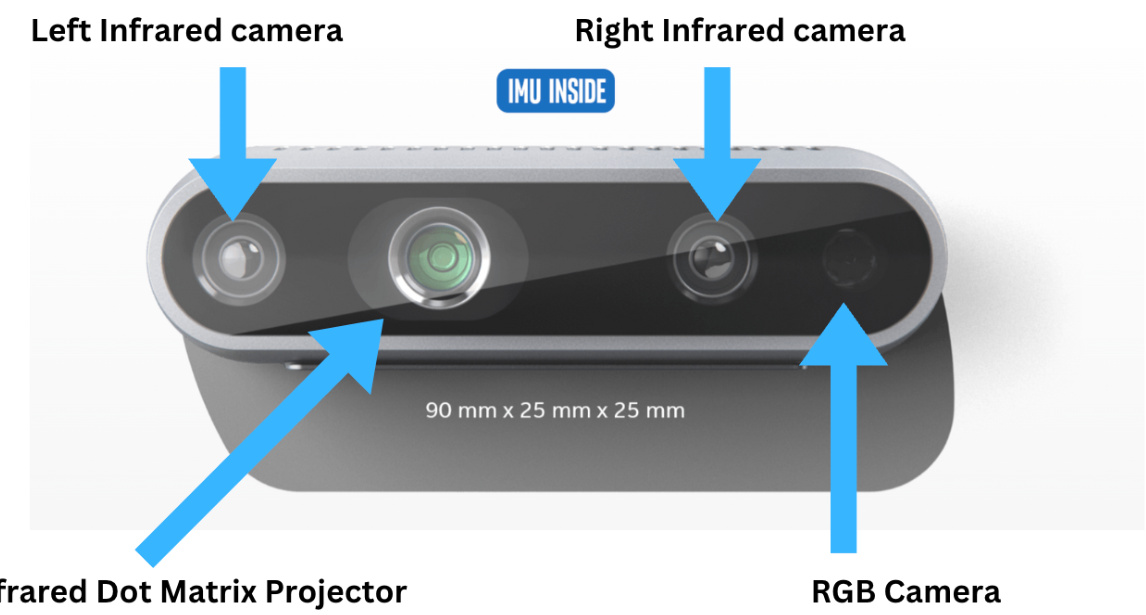 Left Infrared camera
Right Infrared camera
IMU INSIDE
90 mm x 25 mm x 25 mm
frared Dot Matrix Projector
RGB Camera